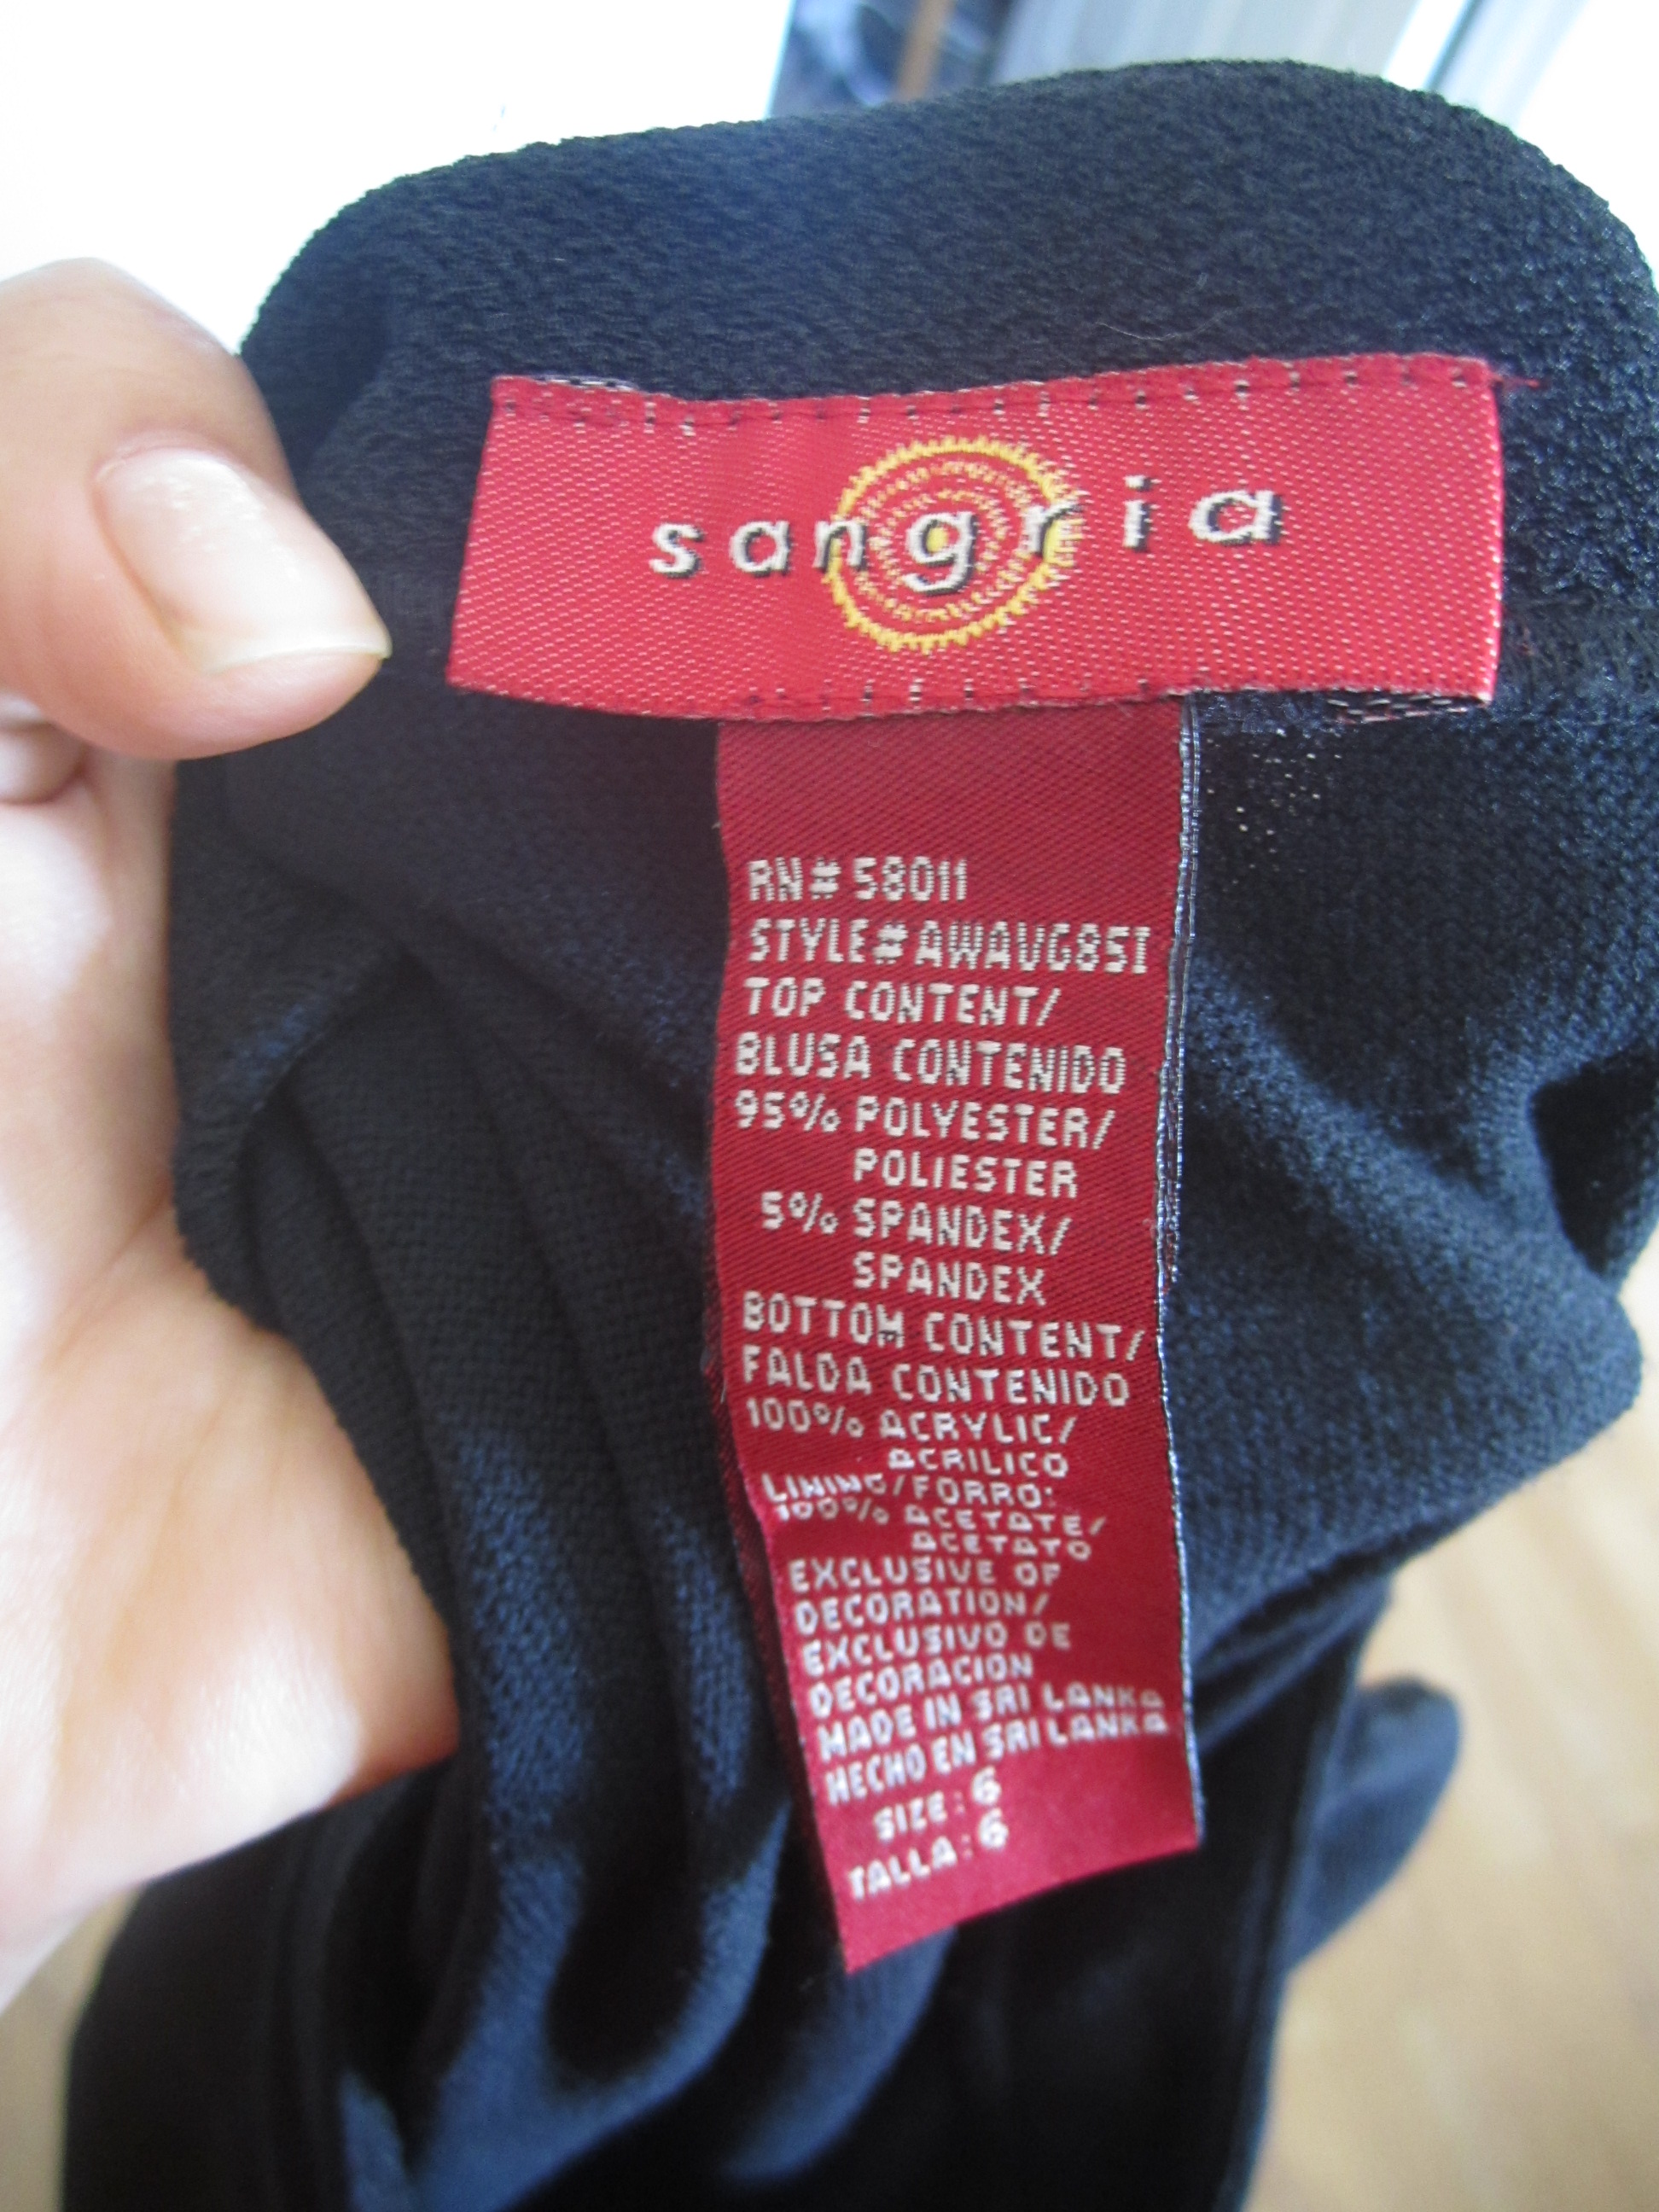 sangria
RN# 58011
STYLE# AWAUG85I
TOP CONTENT/
BLUSA CONTENIDO
95% POLYESTER/
POLIESTER
5% SPANDEX/
SPANDEX
BOTTOM CONTENT/
FALDA CONTENIDO
100% ACRYLIC/
ACRILICO
LINING/FORRO:
100% ACETATE/
ACETATO
EXCLUSIVE OF
DECORATION/
EXCLUSIVO DE
DECORACION
MADE IN SRI LANKA
HECHO EN SRI LANKA
SIZE: 6
TALLA: 6